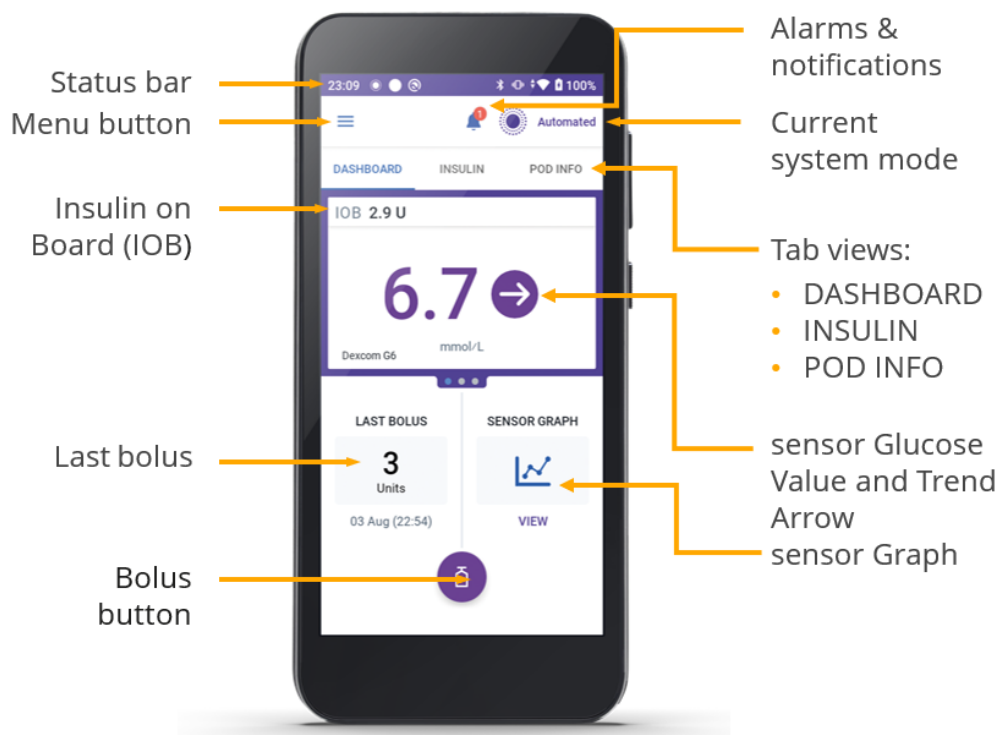 Alarms &
notifications
Status bar
Menu button
Current
system mode
Insulin on
Board (IOB)
Tab views:
• DASHBOARD
• INSULIN
• POD INFO
Last bolus
sensor Glucose
Value and Trend
Arrow
sensor Graph
Bolus
button
23:09 100%
1
Automated
DASHBOARD INSULIN POD INFO
IOB 2.9 U
6.7
mmol/L
Dexcom G6
LAST BOLUS SENSOR GRAPH
3
Units
03 Aug (22:54) VIEW